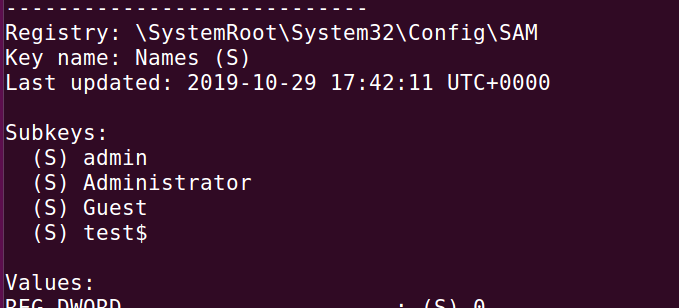 ----------------------------
Registry: \SystemRoot\System32\Config\SAM
Key name: Names (S)
Last updated: 2019-10-29 17:42:11 UTC+0000
Subkeys:
(S) admin
(S) Administrator
(S) Guest
(S) test$
Values:
REG_DWORD : (S) 0